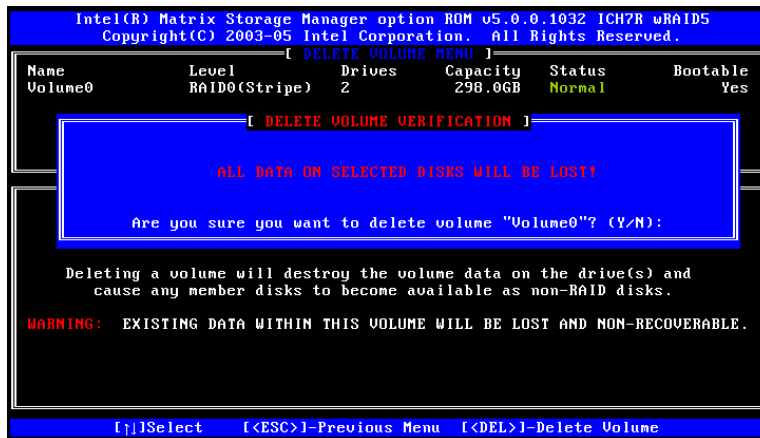 Intel(R) Matrix Storage Manager option ROM v5.0.0.1032 ICH7R wRAID5
Copyright(C) 2003-05 Intel Corporation. All Rights Reserved.
[ DELETE VOLUME MENU ]
Name Level Drives Capacity Status Bootable
Volume0 RAID0(Stripe) 2 298.0GB Normal Yes
[ DELETE VOLUME VERIFICATION ]
ALL DATA ON SELECTED DISKS WILL BE LOST!
Are you sure you want to delete volume "Volume0"? (Y/N):
Deleting a volume will destroy the volume data on the drive(s) and
cause any member disks to become available as non-RAID disks.
WARNING: EXISTING DATA WITHIN THIS VOLUME WILL BE LOST AND NON-RECOVERABLE.
[↑↓]Select [<ESC>]-Previous Menu [<DEL>]-Delete Volume